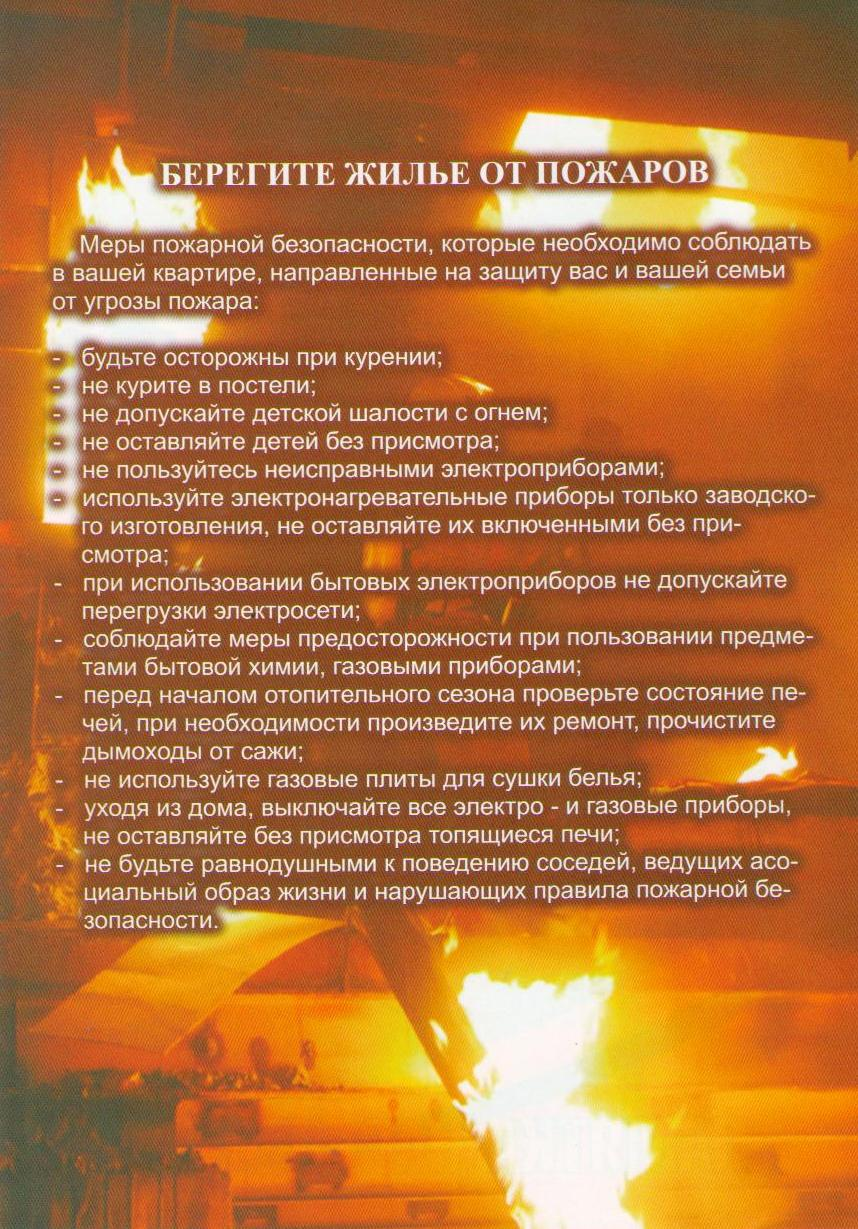 БЕРЕГИТЕ ЖИЛЬЕ ОТ ПОЖАРОВ
Меры пожарной безопасности, которые необходимо соблюдать
в вашей квартире, направленные на защиту вас и вашей семьи
от угрозы пожара:
- будьте осторожны при курении;
- не курите в постели;
- не допускайте детской шалости с огнем;
- не оставляйте детей без присмотра;
- не пользуйтесь неисправными электроприборами;
- используйте электронагревательные приборы только заводско-
го изготовления, не оставляйте их включенными без при-
смотра;
- при использовании бытовых электроприборов не допускайте
перегрузки электросети;
- соблюдайте меры предосторожности при пользовании предме-
тами бытовой химии, газовыми приборами;
- перед началом отопительного сезона проверьте состояние пе-
чей, при необходимости произведите их ремонт, прочистите
дымоходы от сажи;
- не используйте газовые плиты для сушки белья;
- уходя из дома, выключайте все электро - и газовые приборы,
не оставляйте без присмотра топящиеся печи;
- не будьте равнодушными к поведению соседей, ведущих асо-
циальный образ жизни и нарушающих правила пожарной бе-
зопасности.